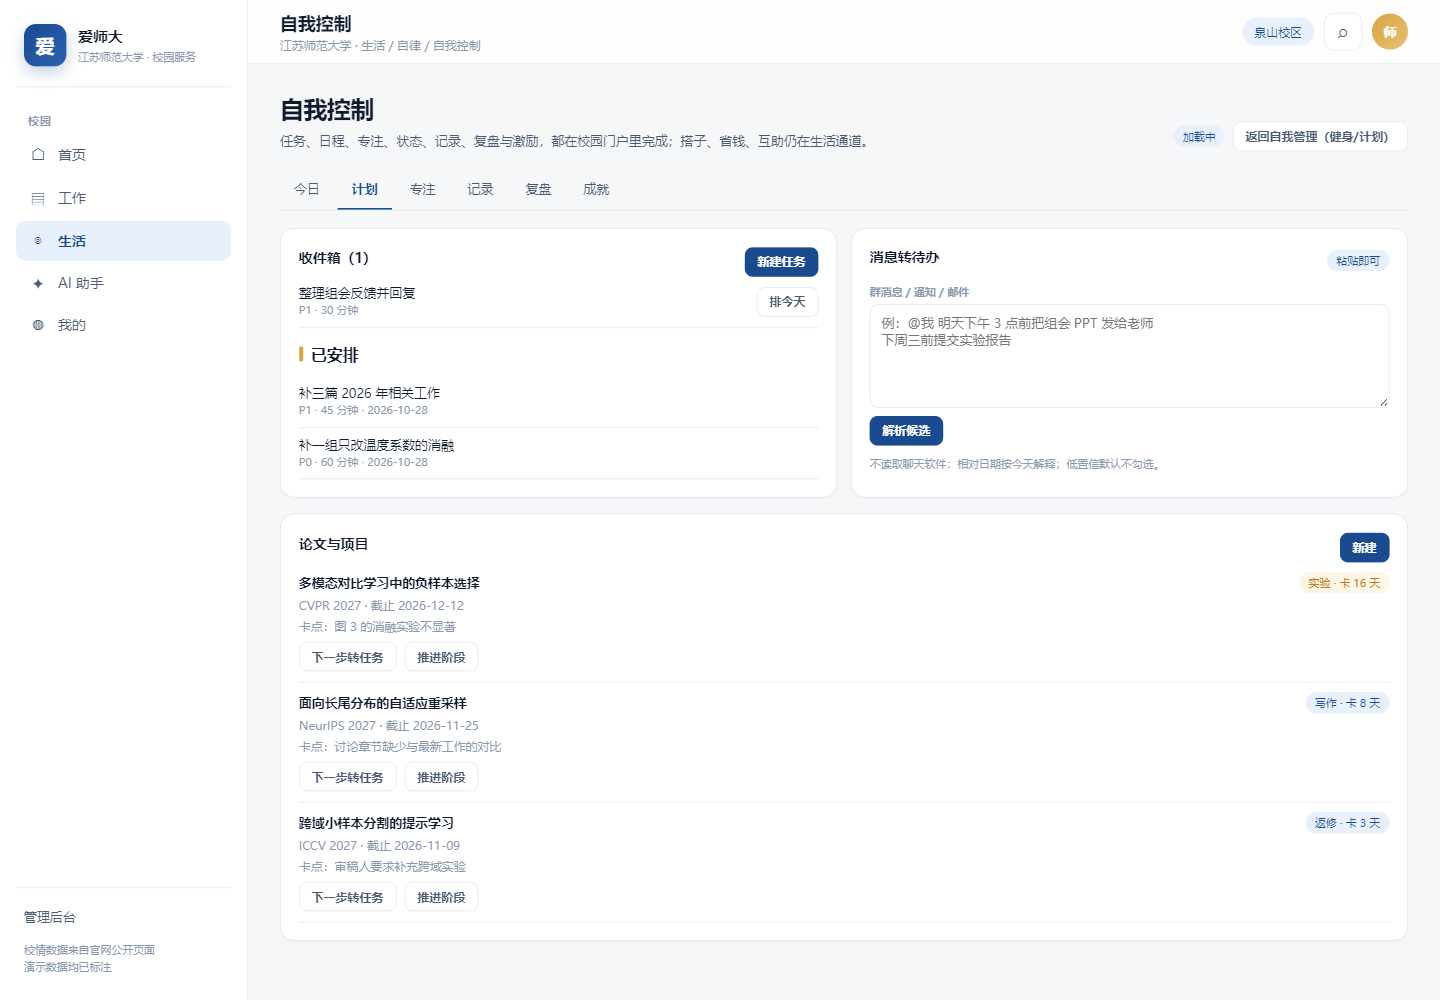 爱
爱师大
江苏师范大学 · 校园服务
校园
首页
工作
生活
AI 助手
我的
管理后台
校情数据来自官网公开页面
演示数据均已标注
自我控制
江苏师范大学 · 生活 / 自律 / 自我控制
泉山校区
师
自我控制
任务、日程、专注、状态、记录、复盘与激励，都在校园门户里完成；搭子、省钱、互助仍在生活通道。
加载中
返回自我管理（健身/计划）
今日
计划
专注
记录
复盘
成就
收件箱（1）
新建任务
整理组会反馈并回复
P1 · 30 分钟
排今天
已安排
补三篇 2026 年相关工作
P1 · 45 分钟 · 2026-10-28
补一组只改温度系数的消融
P0 · 60 分钟 · 2026-10-28
消息转待办
粘贴即可
群消息 / 通知 / 邮件
例：@我 明天下午 3 点前把组会 PPT 发给老师
下周三前提交实验报告
解析候选
不读取聊天软件；相对日期按今天解释；低置信默认不勾选。
论文与项目
新建
多模态对比学习中的负样本选择
实验 · 卡 16 天
CVPR 2027 · 截止 2026-12-12
卡点：图 3 的消融实验不显著
下一步转任务
推进阶段
面向长尾分布的自适应重采样
写作 · 卡 8 天
NeurIPS 2027 · 截止 2026-11-25
卡点：讨论章节缺少与最新工作的对比
下一步转任务
推进阶段
跨域小样本分割的提示学习
返修 · 卡 3 天
ICCV 2027 · 截止 2026-11-09
卡点：审稿人要求补充跨域实验
下一步转任务
推进阶段